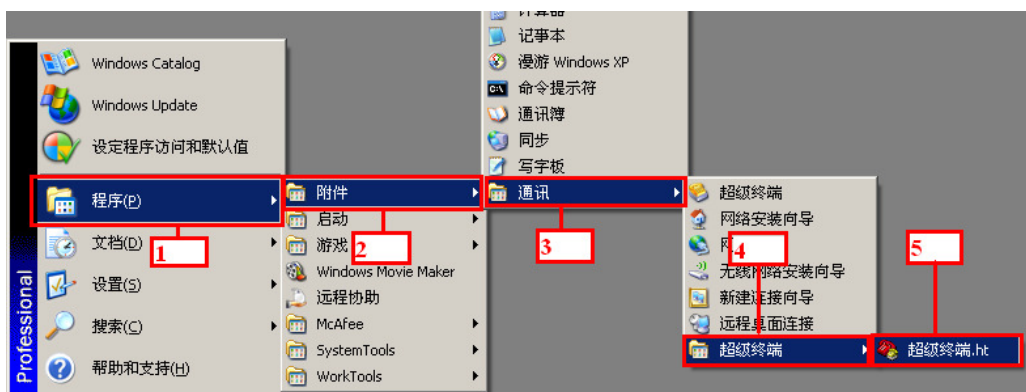 Professional
Windows Catalog
Windows Update
设定程序访问和默认值
程序(P)
文档(D)
设置(S)
搜索(C)
帮助和支持(H)
1
附件
启动
游戏
Windows Movie Maker
远程协助
McAfee
SystemTools
WorkTools
2
计算器
记事本
漫游 Windows XP
命令提示符
通讯簿
同步
写字板
通讯
3
超级终端
网络安装向导
无线网络安装向导
新建连接向导
远程桌面连接
超级终端
4
5
超级终端.ht